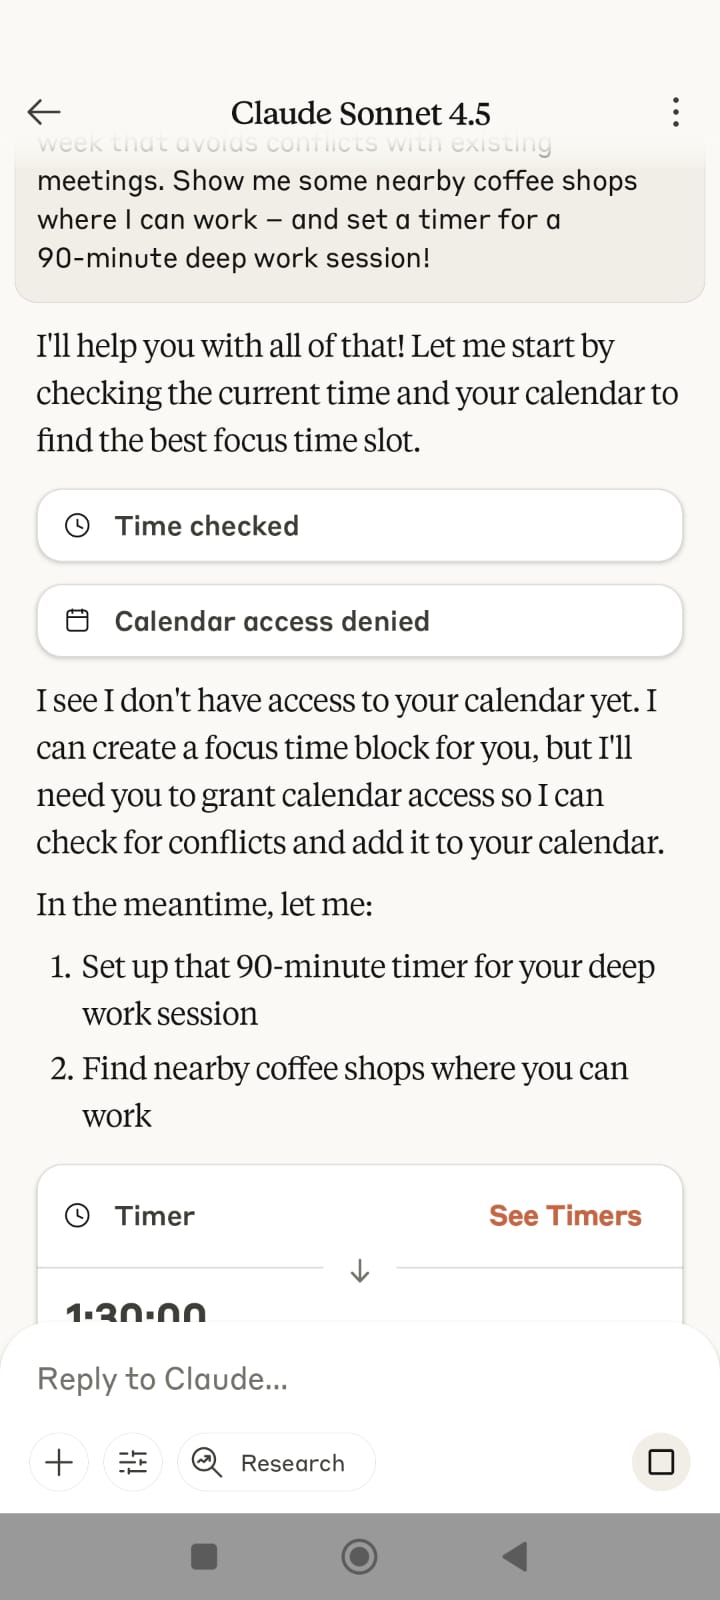 Claude Sonnet 4.5
week that avoids conflicts with existing
meetings. Show me some nearby coffee shops
where I can work – and set a timer for a
90-minute deep work session!
I'll help you with all of that! Let me start by
checking the current time and your calendar to
find the best focus time slot.
Time checked
Calendar access denied
I see I don't have access to your calendar yet. I
can create a focus time block for you, but I'll
need you to grant calendar access so I can
check for conflicts and add it to your calendar.
In the meantime, let me:
1. Set up that 90-minute timer for your deep
work session
2. Find nearby coffee shops where you can
work
Timer
See Timers
1:30:00
Reply to Claude...
Research